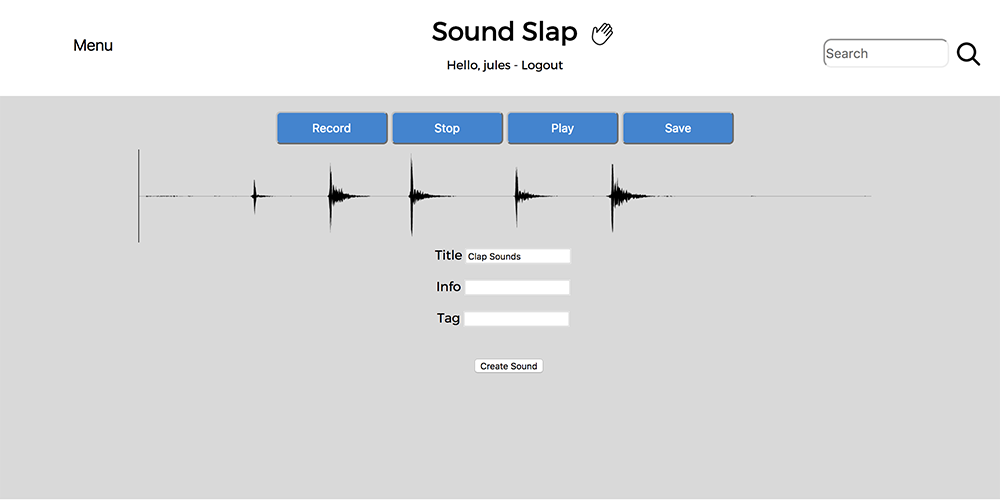 Menu
Sound Slap
Hello, jules - Logout
Search
Record
Stop
Play
Save
Title
Clap Sounds
Info
Tag
Create Sound